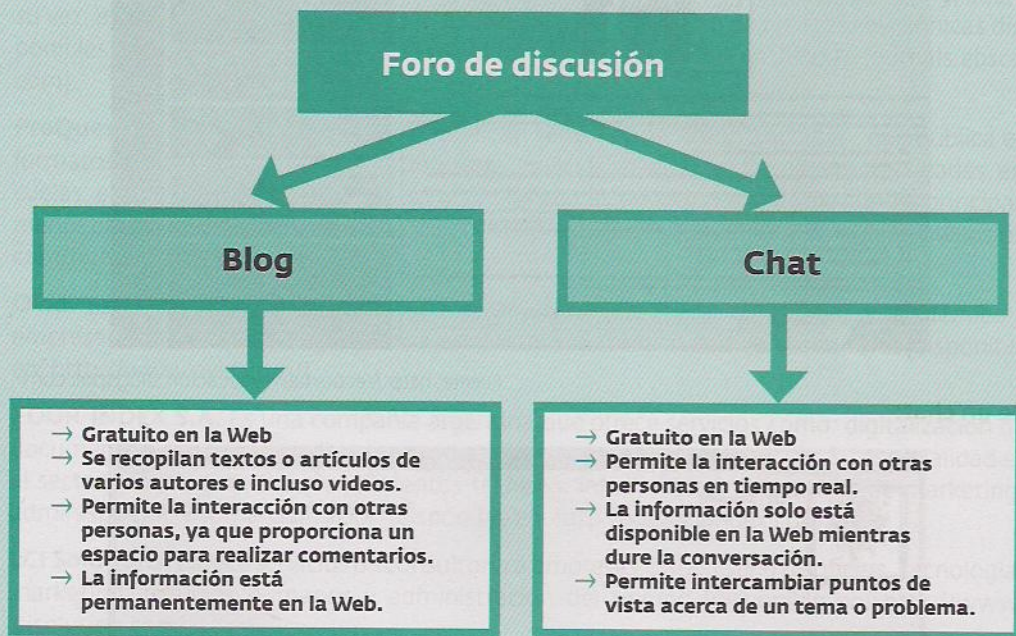 Foro de discusión
Blog
Chat
→ Gratuito en la Web
→ Se recopilan textos o artículos de
varios autores e incluso videos.
→ Permite la interacción con otras
personas, ya que proporciona un
espacio para realizar comentarios.
→ La información está
permanentemente en la Web.
→ Gratuito en la Web
→ Permite la interacción con otras
personas en tiempo real.
→ La información solo está
disponible en la Web mientras
dure la conversación.
→ Permite intercambiar puntos de
vista acerca de un tema o problema.